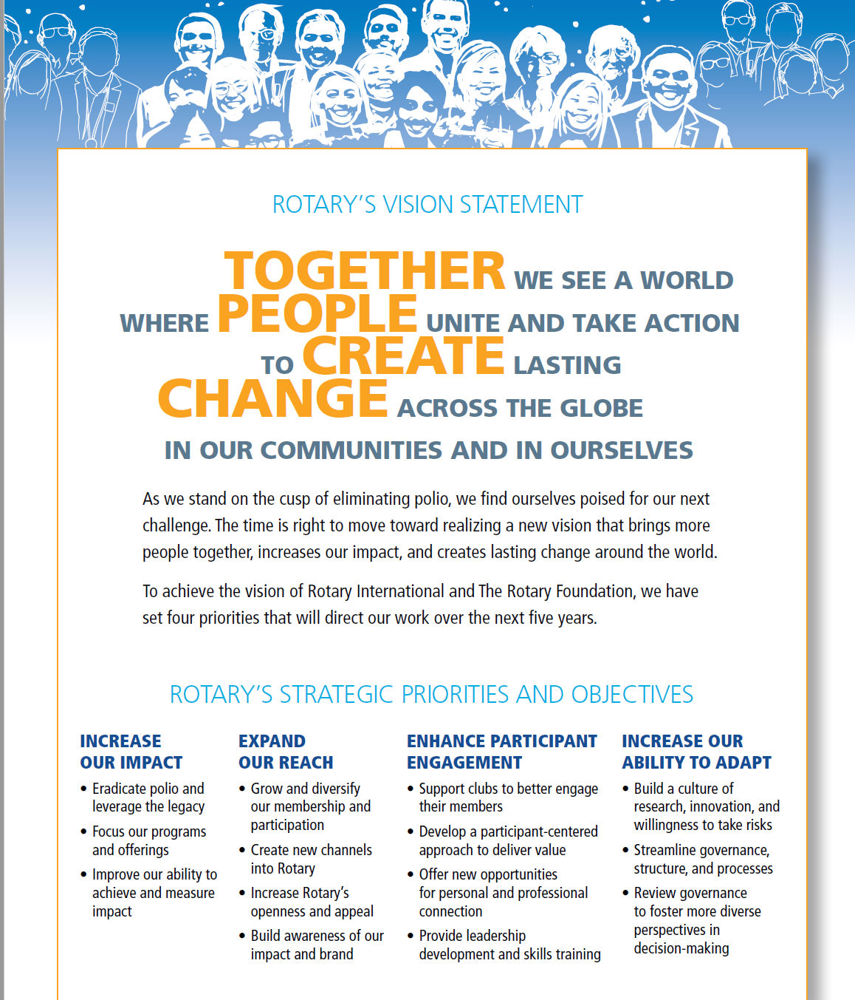 ROTARY’S VISION STATEMENT
TOGETHER WE SEE A WORLD
WHERE PEOPLE UNITE AND TAKE ACTION
TO CREATE LASTING
CHANGE ACROSS THE GLOBE
IN OUR COMMUNITIES AND IN OURSELVES
As we stand on the cusp of eliminating polio, we find ourselves poised for our next
challenge. The time is right to move toward realizing a new vision that brings more
people together, increases our impact, and creates lasting change around the world.
To achieve the vision of Rotary International and The Rotary Foundation, we have
set four priorities that will direct our work over the next five years.
ROTARY’S STRATEGIC PRIORITIES AND OBJECTIVES
INCREASE
OUR IMPACT
• Eradicate polio and
leverage the legacy
• Focus our programs
and offerings
• Improve our ability to
achieve and measure
impact
EXPAND
OUR REACH
• Grow and diversify
our membership and
participation
• Create new channels
into Rotary
• Increase Rotary’s
openness and appeal
• Build awareness of our
impact and brand
ENHANCE PARTICIPANT
ENGAGEMENT
• Support clubs to better engage
their members
• Develop a participant-centered
approach to deliver value
• Offer new opportunities
for personal and professional
connection
• Provide leadership
development and skills training
INCREASE OUR
ABILITY TO ADAPT
• Build a culture of
research, innovation, and
willingness to take risks
• Streamline governance,
structure, and processes
• Review governance
to foster more diverse
perspectives in
decision-making